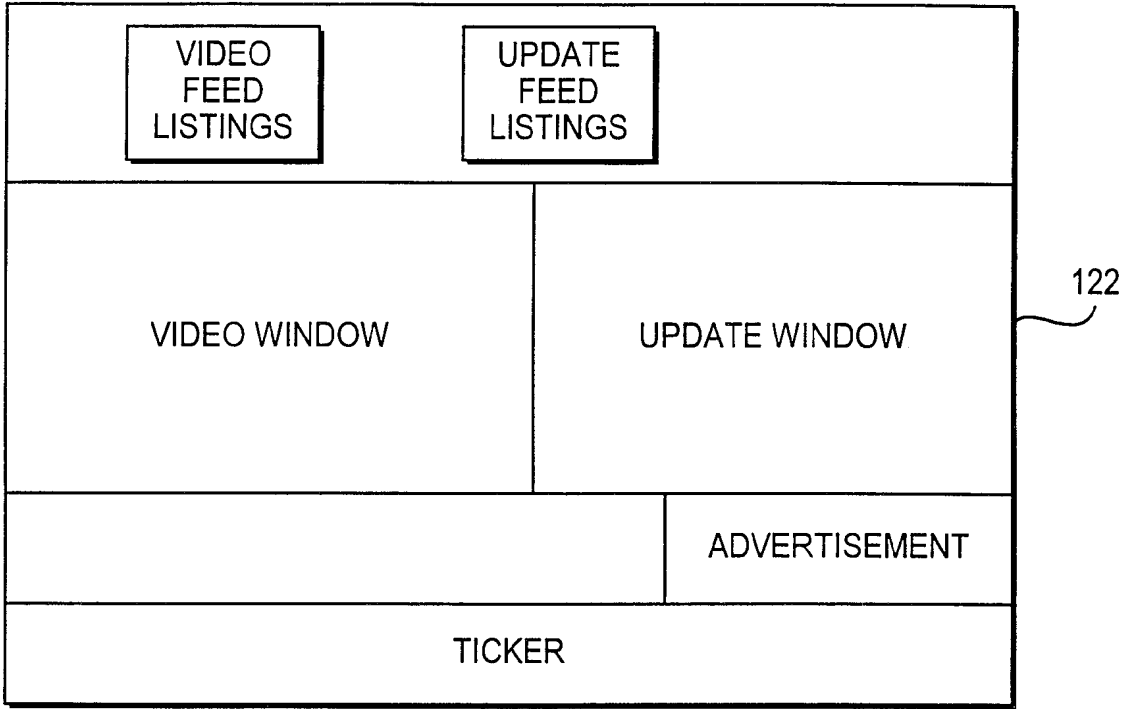 VIDEO
FEED
LISTINGS
UPDATE
FEED
LISTINGS
VIDEO WINDOW
UPDATE WINDOW
122
ADVERTISEMENT
TICKER